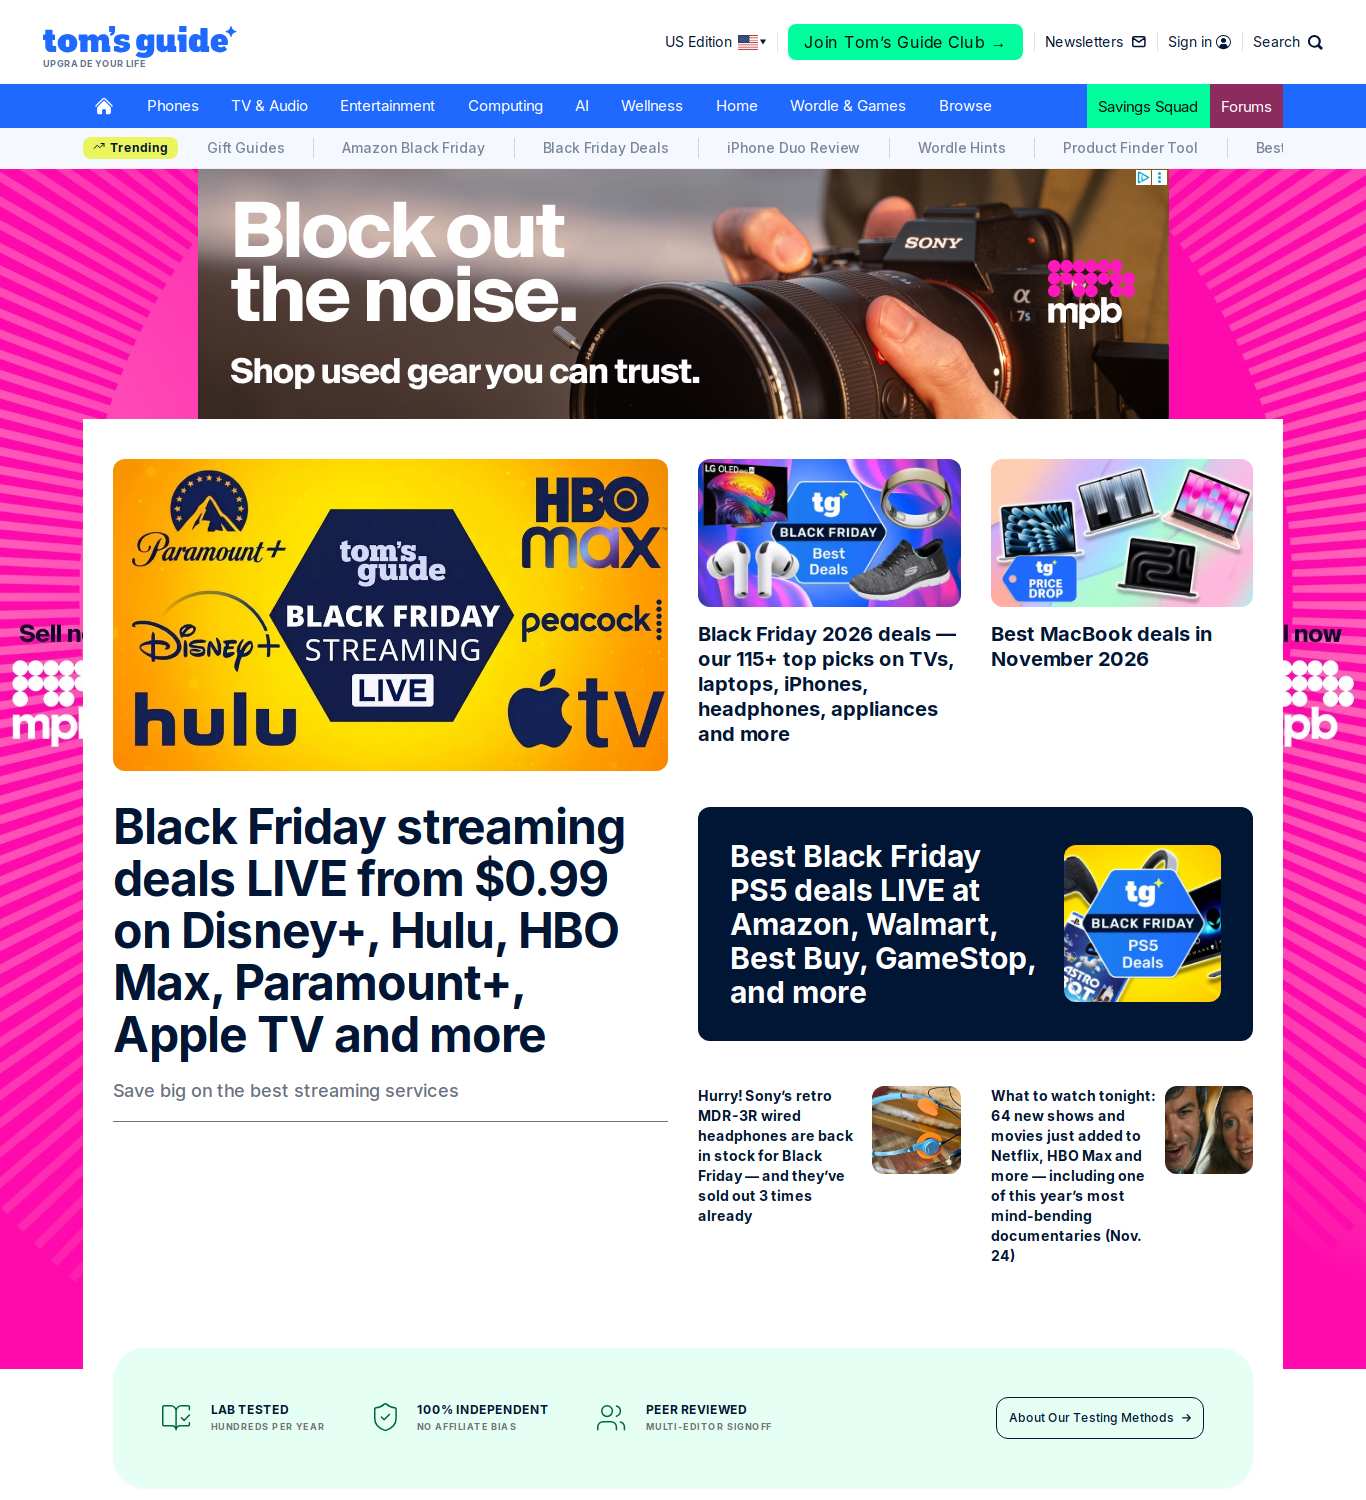 tom's guide
UPGRADE YOUR LIFE
US Edition
Join Tom's Guide Club →
Newsletters
Sign in
Search
Phones
TV & Audio
Entertainment
Computing
AI
Wellness
Home
Wordle & Games
Browse
Savings Squad
Forums
Trending
Gift Guides
Amazon Black Friday
Black Friday Deals
iPhone Duo Review
Wordle Hints
Product Finder Tool
Best
Block out
the noise.
Shop used gear you can trust.
SONY
α
7s
mpb
Sell no
mpb
l now
pb
Paramount+
HBO
max
tom's
guide
BLACK FRIDAY
STREAMING
LIVE
Disney+
peacock
hulu
tv
LG OLED
tg
BLACK FRIDAY
Best
Deals
tg
PRICE
DROP
Black Friday 2026 deals —
our 115+ top picks on TVs,
laptops, iPhones,
headphones, appliances
and more
Best MacBook deals in
November 2026
Black Friday streaming
deals LIVE from $0.99
on Disney+, Hulu, HBO
Max, Paramount+,
Apple TV and more
Save big on the best streaming services
Best Black Friday
PS5 deals LIVE at
Amazon, Walmart,
Best Buy, GameStop,
and more
tg
BLACK FRIDAY
PS5
Deals
ASTRO
BOT
Hurry! Sony's retro
MDR-3R wired
headphones are back
in stock for Black
Friday — and they've
sold out 3 times
already
What to watch tonight:
64 new shows and
movies just added to
Netflix, HBO Max and
more — including one
of this year's most
mind-bending
documentaries (Nov.
24)
LAB TESTED
HUNDREDS PER YEAR
100% INDEPENDENT
NO AFFILIATE BIAS
PEER REVIEWED
MULTI-EDITOR SIGNOFF
About Our Testing Methods →